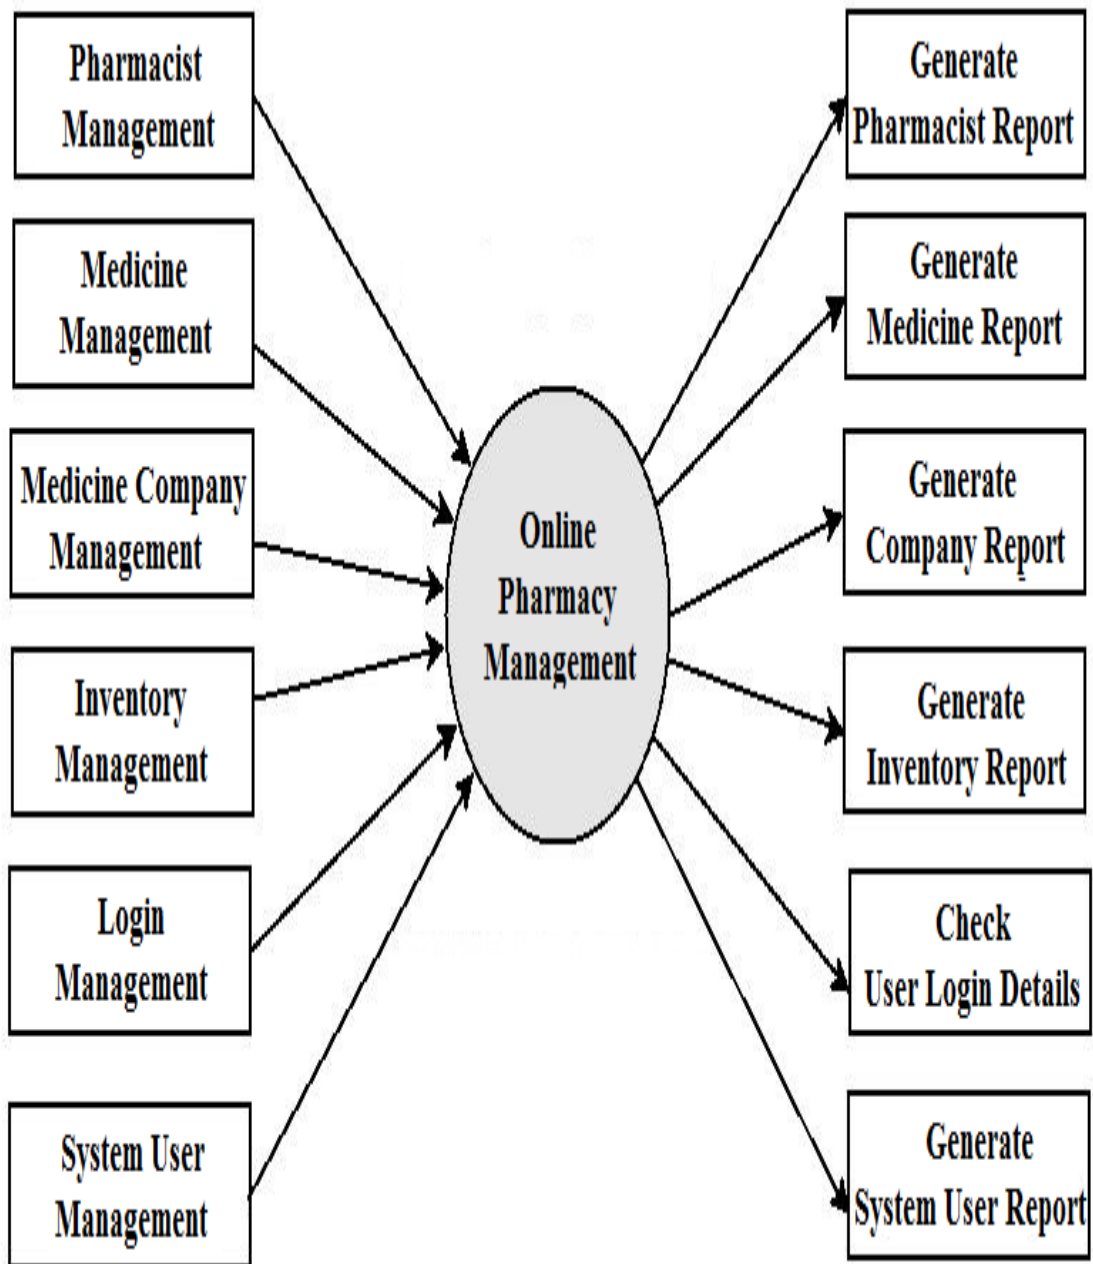 Pharmacist
Management
Medicine
Management
Medicine Company
Management
Inventory
Management
Login
Management
System User
Management
Online
Pharmacy
Management
Generate
Pharmacist Report
Generate
Medicine Report
Generate
Company Report
Generate
Inventory Report
Check
User Login Details
Generate
System User Report